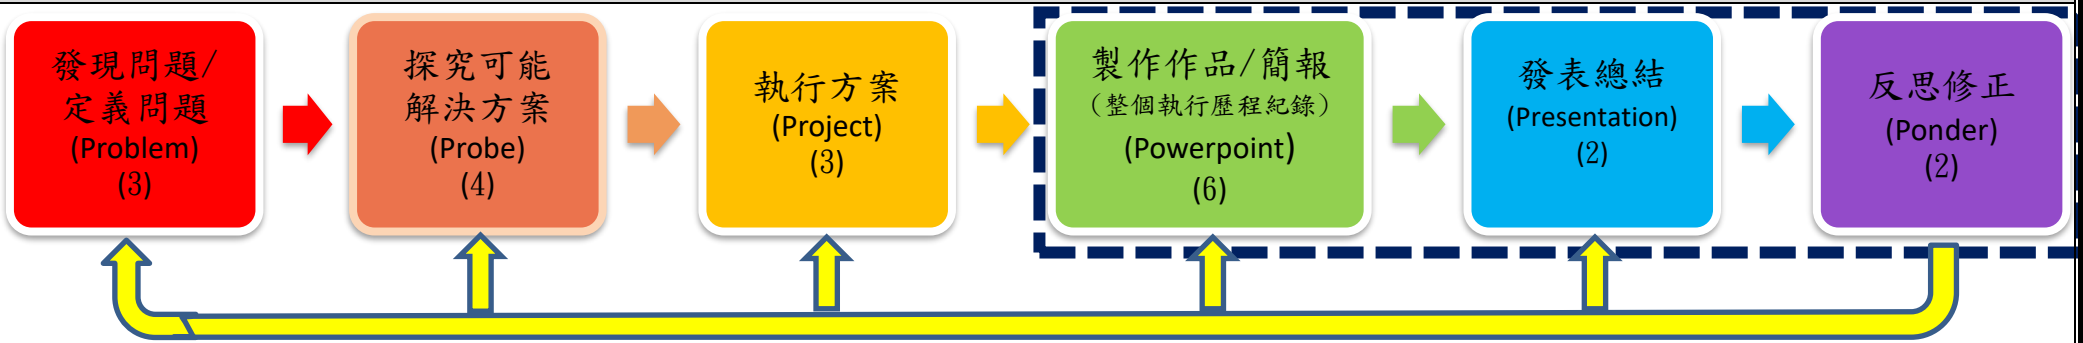 發現問題/
定義問題
(Problem)
(3)
探究可能
解決方案
(Probe)
(4)
執行方案
(Project)
(3)
製作作品/簡報
(整個執行歷程紀錄)
(Powerpoint)
(6)
發表總結
(Presentation)
(2)
反思修正
(Ponder)
(2)